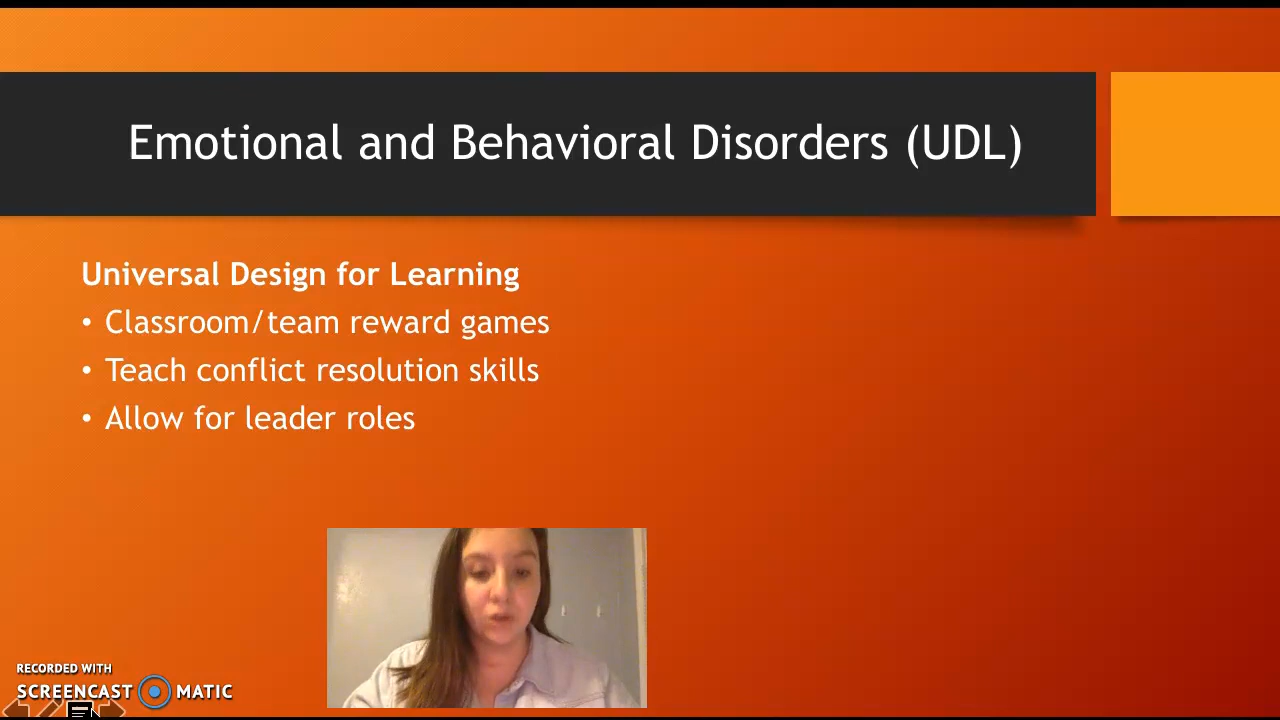 Emotional and Behavioral Disorders (UDL)
Universal Design for Learning
• Classroom/team reward games
• Teach conflict resolution skills
• Allow for leader roles
RECORDED WITH
SCREENCAST MATIC